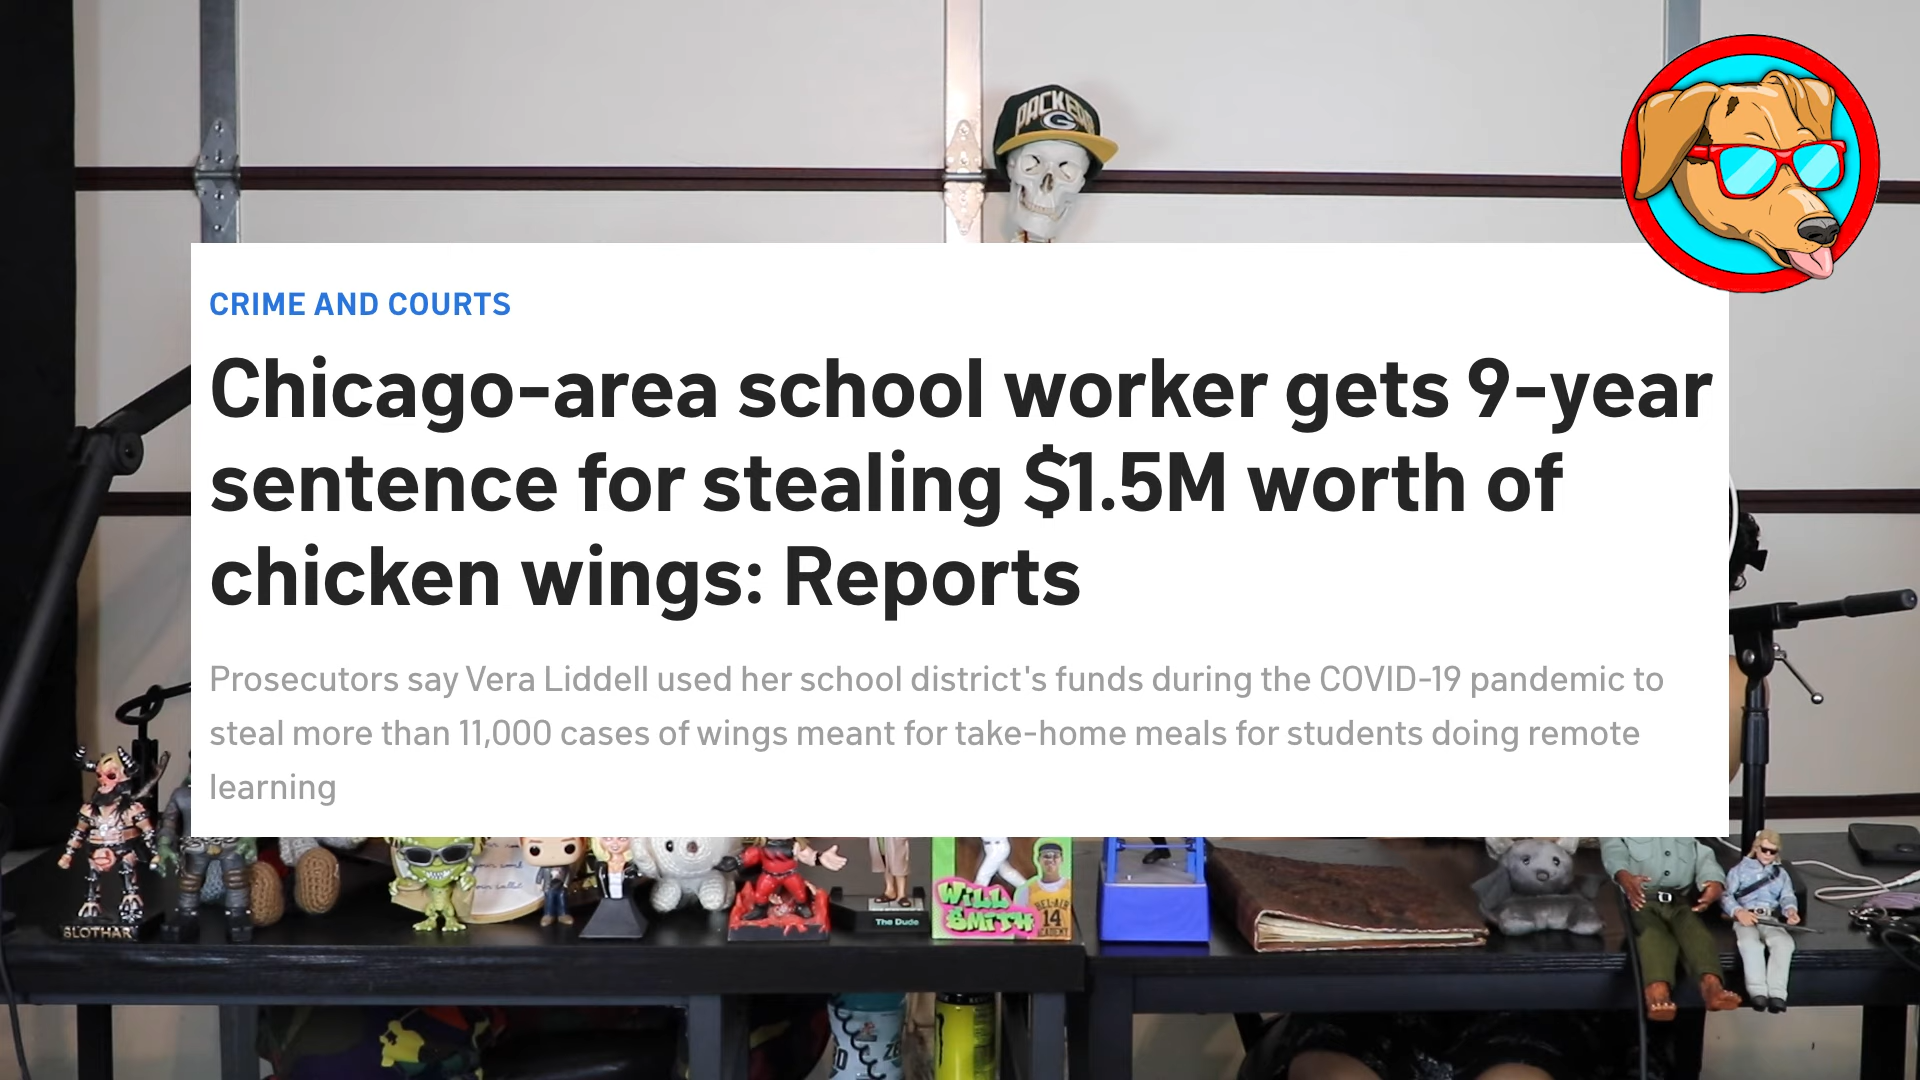 PACKERS
G
CRIME AND COURTS
Chicago-area school worker gets 9-year
sentence for stealing $1.5M worth of
chicken wings: Reports
Prosecutors say Vera Liddell used her school district's funds during the COVID-19 pandemic to
steal more than 11,000 cases of wings meant for take-home meals for students doing remote
learning
BLOTHAR
The Dude
WiLL
SMiTH
BEL-AIR
14
ACADEMY